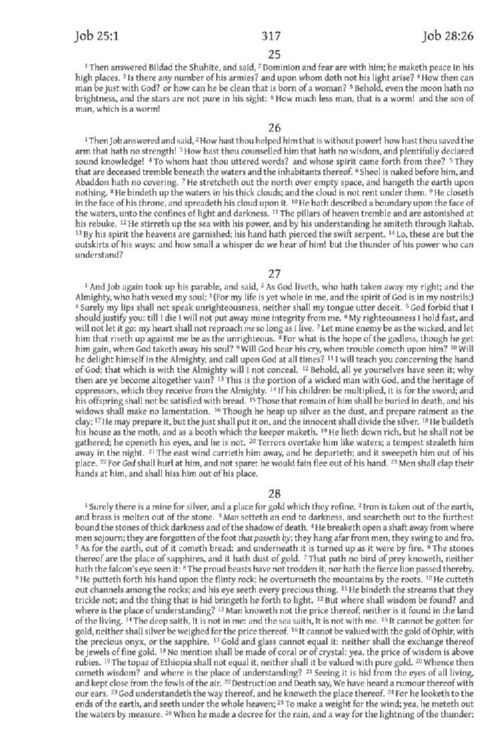 Job 25:1 317 Job 28:26
25
1 Then answered Bildad the Shuhite, and said, 2 Dominion and fear are with him; he maketh peace in his
high places. 3 Is there any number of his armies? and upon whom doth not his light arise? 4 How then can
man be just with God? or how can he be clean that is born of a woman? 5 Behold, even the moon hath no
brightness, and the stars are not pure in his sight: 6 How much less man, that is a worm! and the son of
man, which is a worm!
26
1 Then Job answered and said, 2 How hast thou helped him that is without power! how hast thou saved the
arm that hath no strength! 3 How hast thou counselled him that hath no wisdom, and plentifully declared
sound knowledge! 4 To whom hast thou uttered words? and whose spirit came forth from thee? 5 They
that are deceased tremble beneath the waters and the inhabitants thereof. 6 Sheol is naked before him, and
Abaddon hath no covering. 7 He stretcheth out the north over empty space, and hangeth the earth upon
nothing. 8 He bindeth up the waters in his thick clouds; and the cloud is not rent under them. 9 He closeth
in the face of his throne, and spreadeth his cloud upon it. 10 He hath described a boundary upon the face of
the waters, unto the confines of light and darkness. 11 The pillars of heaven tremble and are astonished at
his rebuke. 12 He stirreth up the sea with his power, and by his understanding he smiteth through Rahab.
13 By his spirit the heavens are garnished; his hand hath pierced the swift serpent. 14 Lo, these are but the
outskirts of his ways: and how small a whisper do we hear of him! but the thunder of his power who can
understand?
27
1 And Job again took up his parable, and said, 2 As God liveth, who hath taken away my right; and the
Almighty, who hath vexed my soul; 3 (For my life is yet whole in me, and the spirit of God is in my nostrils;)
4 Surely my lips shall not speak unrighteousness, neither shall my tongue utter deceit. 5 God forbid that I
should justify you: till I die I will not put away mine integrity from me. 6 My righteousness I hold fast, and
will not let it go: my heart shall not reproach me so long as I live. 7 Let mine enemy be as the wicked, and let
him that riseth up against me be as the unrighteous. 8 For what is the hope of the godless, though he get
him gain, when God taketh away his soul? 9 Will God hear his cry, when trouble cometh upon him? 10 Will
he delight himself in the Almighty, and call upon God at all times? 11 I will teach you concerning the hand
of God; that which is with the Almighty will I not conceal. 12 Behold, all ye yourselves have seen it; why
then are ye become altogether vain? 13 This is the portion of a wicked man with God, and the heritage of
oppressors, which they receive from the Almighty. 14 If his children be multiplied, it is for the sword; and
his offspring shall not be satisfied with bread. 15 Those that remain of him shall be buried in death, and his
widows shall make no lamentation. 16 Though he heap up silver as the dust, and prepare raiment as the
clay; 17 He may prepare it, but the just shall put it on, and the innocent shall divide the silver. 18 He buildeth
his house as the moth, and as a booth which the keeper maketh. 19 He lieth down rich, but he shall not be
gathered; he openeth his eyes, and he is not. 20 Terrors overtake him like waters; a tempest stealeth him
away in the night. 21 The east wind carrieth him away, and he departeth; and it sweepeth him out of his
place. 22 For God shall hurl at him, and not spare: he would fain flee out of his hand. 23 Men shall clap their
hands at him, and shall hiss him out of his place.
28
1 Surely there is a mine for silver, and a place for gold which they refine. 2 Iron is taken out of the earth,
and brass is molten out of the stone. 3 Man setteth an end to darkness, and searcheth out to the furthest
bound the stones of thick darkness and of the shadow of death. 4 He breaketh open a shaft away from where
men sojourn; they are forgotten of the foot that passeth by; they hang afar from men, they swing to and fro.
5 As for the earth, out of it cometh bread: and underneath it is turned up as it were by fire. 6 The stones
thereof are the place of sapphires, and it hath dust of gold. 7 That path no bird of prey knoweth, neither
hath the falcon's eye seen it: 8 The proud beasts have not trodden it, nor hath the fierce lion passed thereby.
9 He putteth forth his hand upon the flinty rock; he overturneth the mountains by the roots. 10 He cutteth
out channels among the rocks; and his eye seeth every precious thing. 11 He bindeth the streams that they
trickle not; and the thing that is hid bringeth he forth to light. 12 But where shall wisdom be found? and
where is the place of understanding? 13 Man knoweth not the price thereof; neither is it found in the land
of the living. 14 The deep saith, It is not in me: and the sea saith, It is not with me. 15 It cannot be gotten for
gold, neither shall silver be weighed for the price thereof. 16 It cannot be valued with the gold of Ophir, with
the precious onyx, or the sapphire. 17 Gold and glass cannot equal it: neither shall the exchange thereof
be jewels of fine gold. 18 No mention shall be made of coral or of crystal: yea, the price of wisdom is above
rubies. 19 The topaz of Ethiopia shall not equal it, neither shall it be valued with pure gold. 20 Whence then
cometh wisdom? and where is the place of understanding? 21 Seeing it is hid from the eyes of all living,
and kept close from the fowls of the air. 22 Destruction and Death say, We have heard a rumour thereof with
our ears. 23 God understandeth the way thereof, and he knoweth the place thereof. 24 For he looketh to the
ends of the earth, and seeth under the whole heaven; 25 To make a weight for the wind; yea, he meteth out
the waters by measure. 26 When he made a decree for the rain, and a way for the lightning of the thunder: